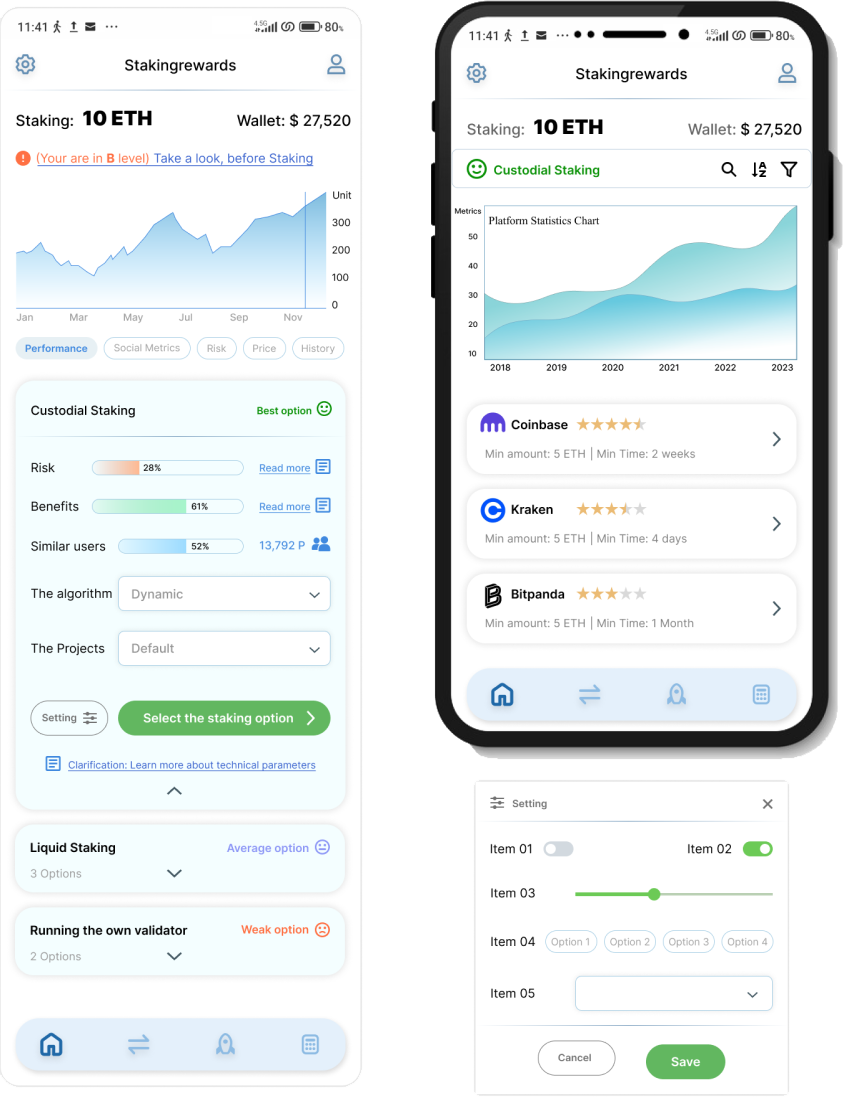 11:41 ... 4.5G 80%
Stakingrewards
Staking: 10 ETH Wallet: $ 27,520
(Your are in B level) Take a look, before Staking
Unit
300
200
100
0
Jan Mar May Jul Sep Nov
Performance Social Metrics Risk Price History
Custodial Staking Best option
Risk 28% Read more
Benefits 61% Read more
Similar users 52% 13,792 P
The algorithm Dynamic
The Projects Default
Setting Select the staking option
Clarification: Learn more about technical parameters
Liquid Staking Average option
3 Options
Running the own validator Weak option
2 Options
11:41 ... 4.5G 80%
Stakingrewards
Staking: 10 ETH Wallet: $ 27,520
Custodial Staking A Z
Metrics Platform Statistics Chart
50
40
30
20
10
2018 2019 2020 2021 2022 2023
Coinbase
Min amount: 5 ETH | Min Time: 2 weeks
Kraken
Min amount: 5 ETH | Min Time: 4 days
Bitpanda
Min amount: 5 ETH | Min Time: 1 Month
Setting
Item 01 Item 02
Item 03
Item 04 Option 1 Option 2 Option 3 Option 4
Item 05
Cancel Save